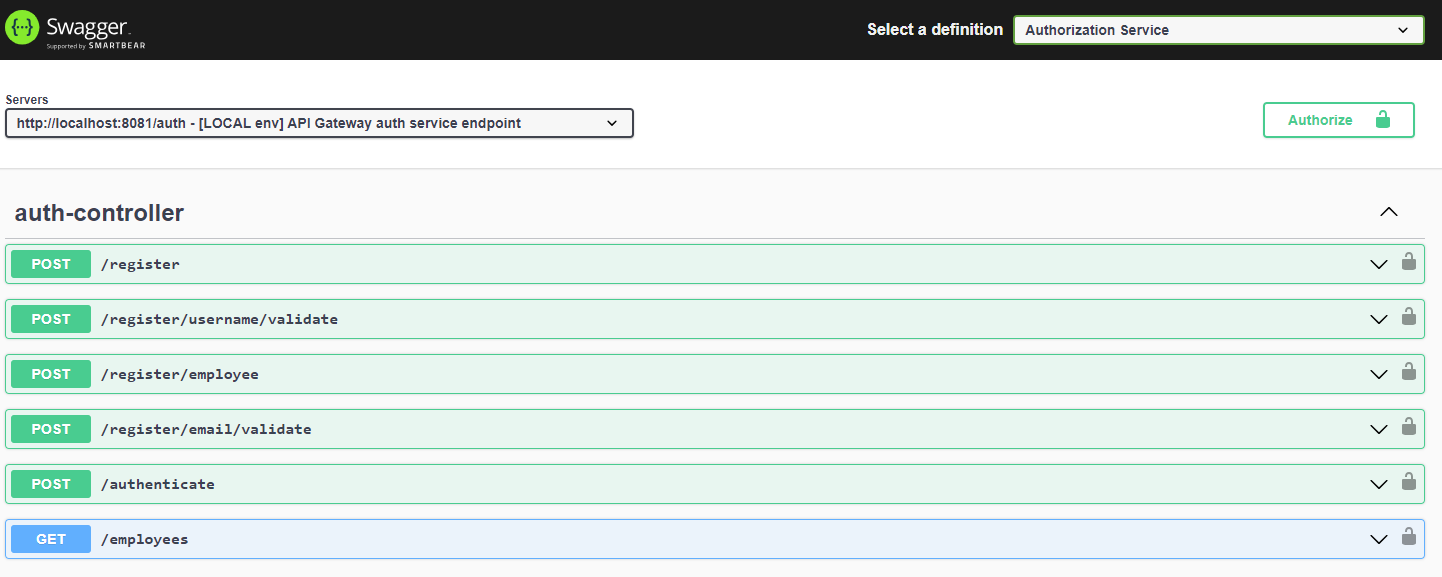 {···} Swagger.
Supported by SMARTBEAR
Select a definition
Authorization Service
Servers
http://localhost:8081/auth - [LOCAL env] API Gateway auth service endpoint
Authorize
auth-controller
POST /register
POST /register/username/validate
POST /register/employee
POST /register/email/validate
POST /authenticate
GET /employees